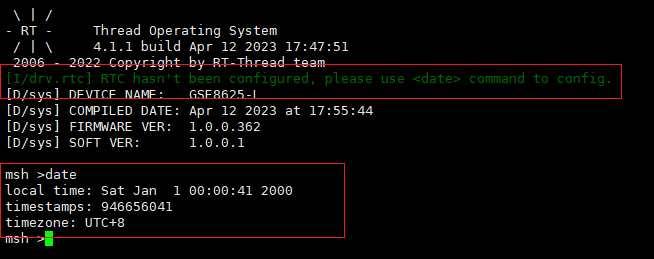 \ | /
- RT -     Thread Operating System
 / | \     4.1.1 build Apr 12 2023 17:47:51
 2006 - 2022 Copyright by RT-Thread team
[I/drv.rtc] RTC hasn't been configured, please use <date> command to config.
[D/sys] DEVICE NAME:   GSE8625-L
[D/sys] COMPILED DATE: Apr 12 2023 at 17:55:44
[D/sys] FIRMWARE VER:  1.0.0.362
[D/sys] SOFT VER:      1.0.0.1
msh >date
local time: Sat Jan  1 00:00:41 2000
timestamps: 946656041
timezone: UTC+8
msh >